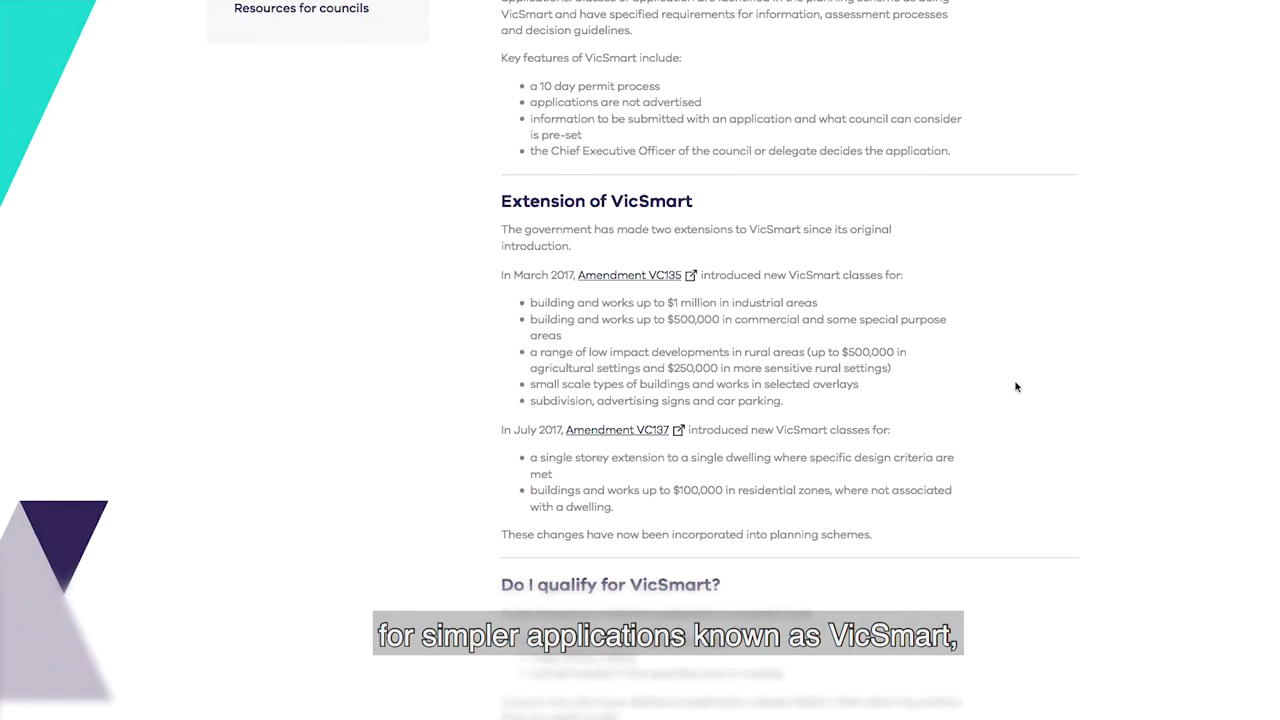 Resources for councils
VicSmart and have specified requirements for information, assessment processes
and decision guidelines.
Key features of VicSmart include:
• a 10 day permit process
• applications are not advertised
• information to be submitted with an application and what council can consider
is pre-set
• the Chief Executive Officer of the council or delegate decides the application.
Extension of VicSmart
The government has made two extensions to VicSmart since its original
introduction.
In March 2017, Amendment VC135 introduced new VicSmart classes for:
• building and works up to $1 million in industrial areas
• building and works up to $500,000 in commercial and some special purpose
areas
• a range of low impact developments in rural areas (up to $500,000 in
agricultural settings and $250,000 in more sensitive rural settings)
• small scale types of buildings and works in selected overlays
• subdivision, advertising signs and car parking.
In July 2017, Amendment VC137 introduced new VicSmart classes for:
• a single storey extension to a single dwelling where specific design criteria are
met
• buildings and works up to $100,000 in residential zones, where not associated
with a dwelling.
These changes have now been incorporated into planning schemes.
Do I qualify for VicSmart?
for simpler applications known as VicSmart,